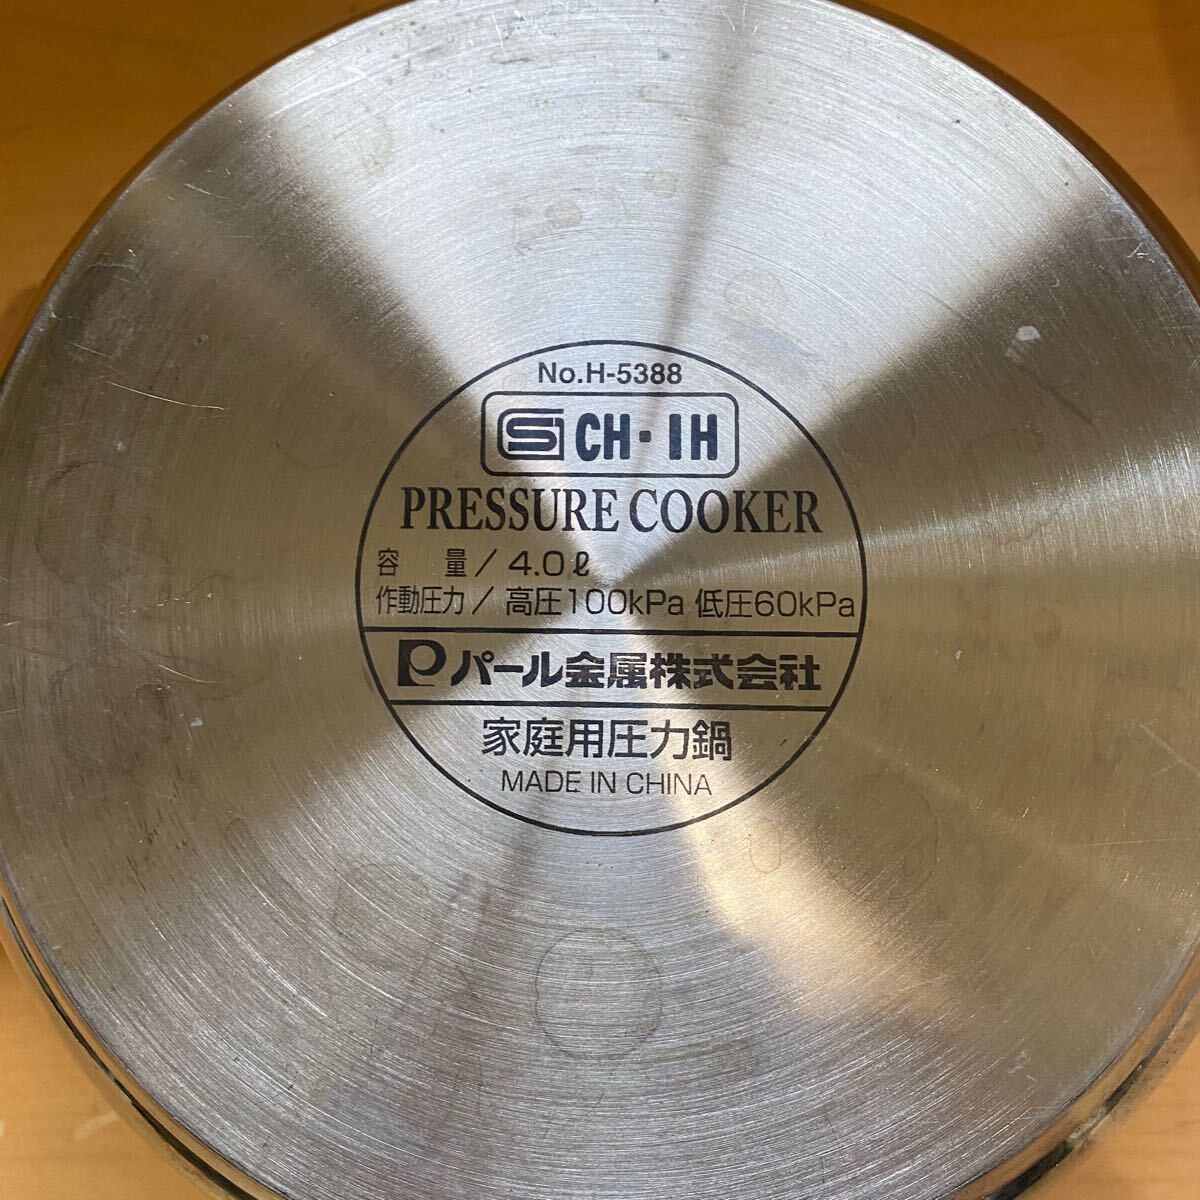 No.H-5388
SG CH・IH
PRESSURE COOKER
容 量/4.0ℓ
作動圧力/高圧100kPa 低圧60kPa
パール金属株式会社
家庭用圧力鍋
MADE IN CHINA